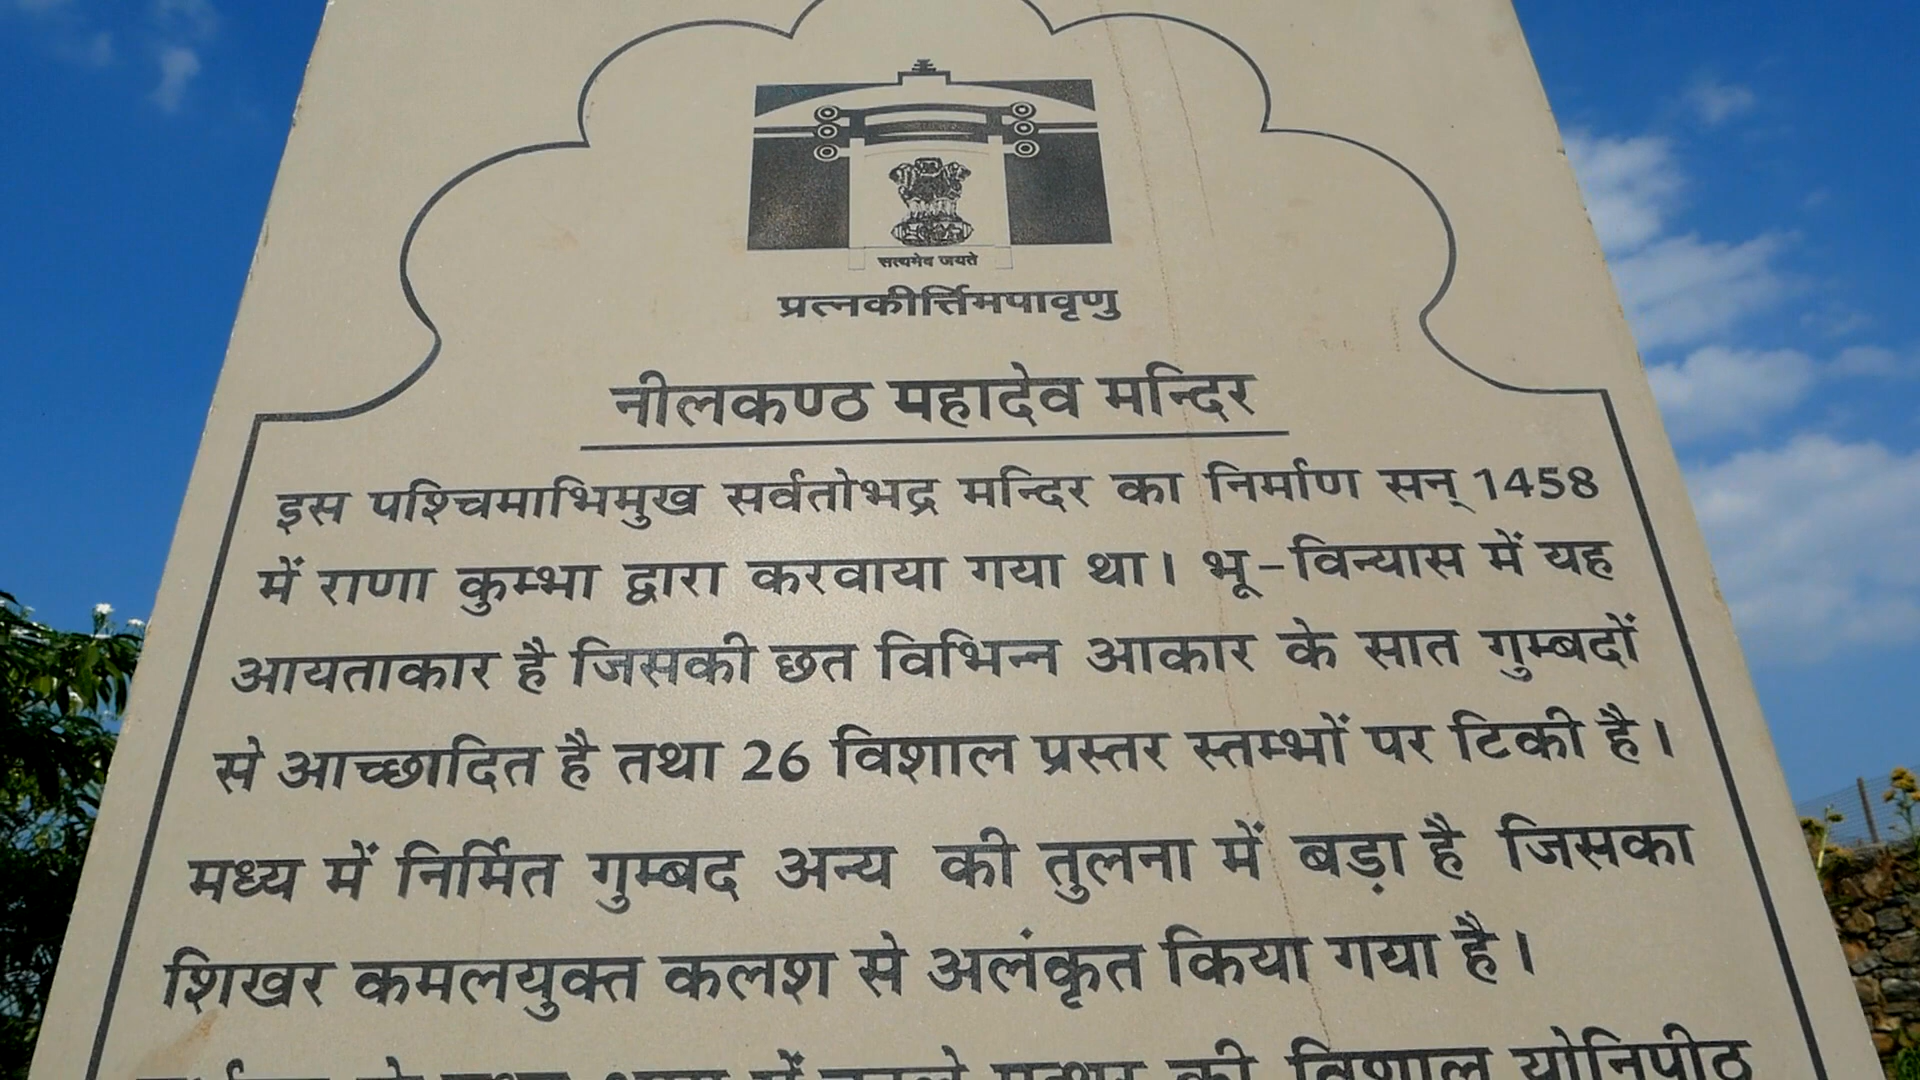 सत्यमेव जयते
प्रत्नकीर्त्तिमपावृणु
नीलकण्ठ महादेव मन्दिर
इस पश्चिमाभिमुख सर्वतोभद्र मन्दिर का निर्माण सन् 1458
में राणा कुम्भा द्वारा करवाया गया था। भू-विन्यास में यह
आयताकार है जिसकी छत विभिन्न आकार के सात गुम्बदों
से आच्छादित है तथा 26 विशाल प्रस्तर स्तम्भों पर टिकी है।
मध्य में निर्मित गुम्बद अन्य की तुलना में बड़ा है जिसका
शिखर कमलयुक्त कलश से अलंकृत किया गया है।
में काले पत्थर की विशाल योनिपीठ